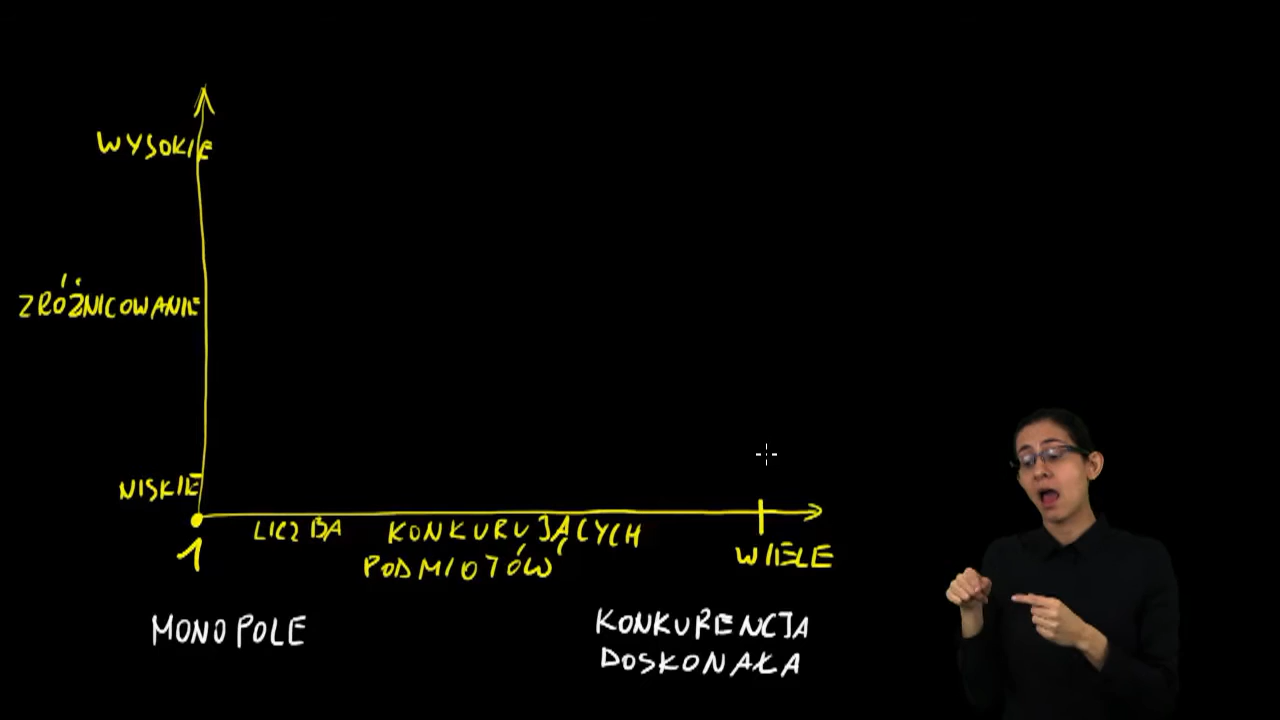 WYSOKIE
ZRÓŻNICOWANIE
NISKIE
1
LICZBA KONKURUJĄCYCH
PODMIOTÓW
WIELE
MONOPOLE
KONKURENCJA
DOSKONAŁA